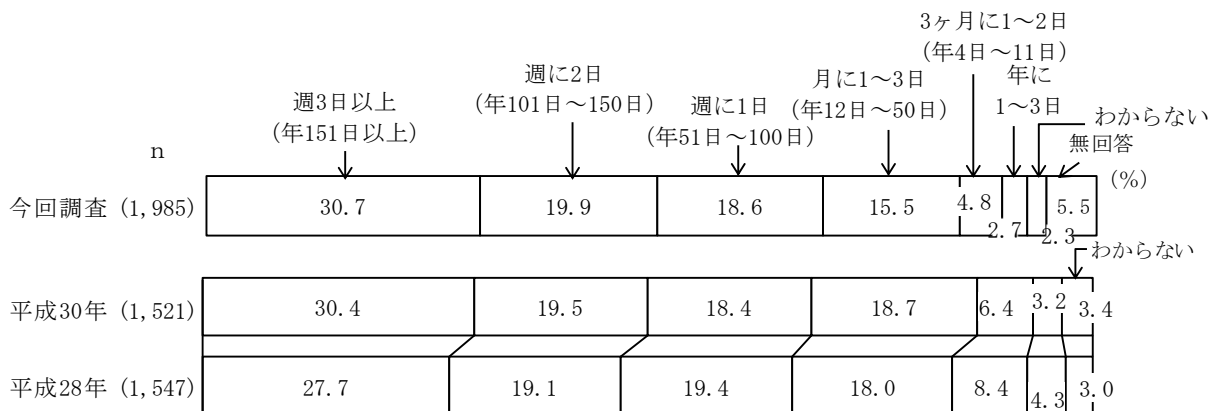 3ヶ月に1～2日
(年4日～11日)
週に2日
(年101日～150日)
月に1～3日
(年12日～50日)
年に
1～3日
週3日以上
(年151日以上)
週に1日
(年51日～100日)
わからない
無回答
n
(%)
今回調査 (1,985) 30.7 19.9 18.6 15.5 4.8 2.7 2.3 5.5
わからない
平成30年 (1,521) 30.4 19.5 18.4 18.7 6.4 3.2 3.4
平成28年 (1,547) 27.7 19.1 19.4 18.0 8.4 4.3 3.0